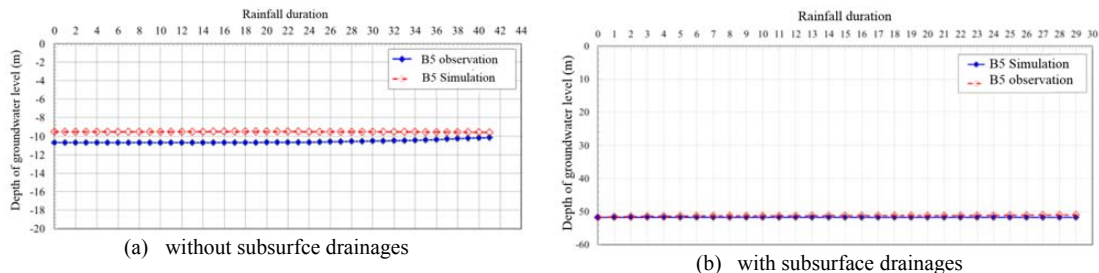 Rainfall duration
0 2 4 6 8 10 12 14 16 18 20 22 24 26 28 30 32 34 36 38 40 42 44
Depth of groundwater level (m)
0
-2
-4
-6
-8
-10
-12
-14
-16
-18
-20
B5 observation
B5 Simulation
(a) without subsurfce drainages
Rainfall duration
0 1 2 3 4 5 6 7 8 9 10 11 12 13 14 15 16 17 18 19 20 21 22 23 24 25 26 27 28 29 30
Depth of groundwater level (m)
0
10
20
30
40
50
-60
B5 Simulation
B5 observation
(b) with subsurface drainages